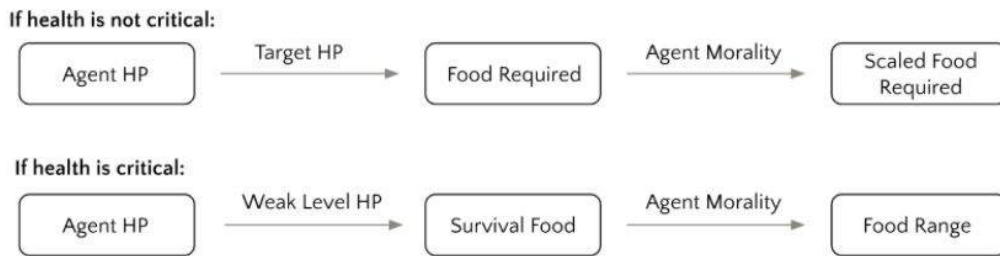 If health is not critical:
Agent HP
Target HP
Food Required
Agent Morality
Scaled Food
Required
If health is critical:
Agent HP
Weak Level HP
Survival Food
Agent Morality
Food Range